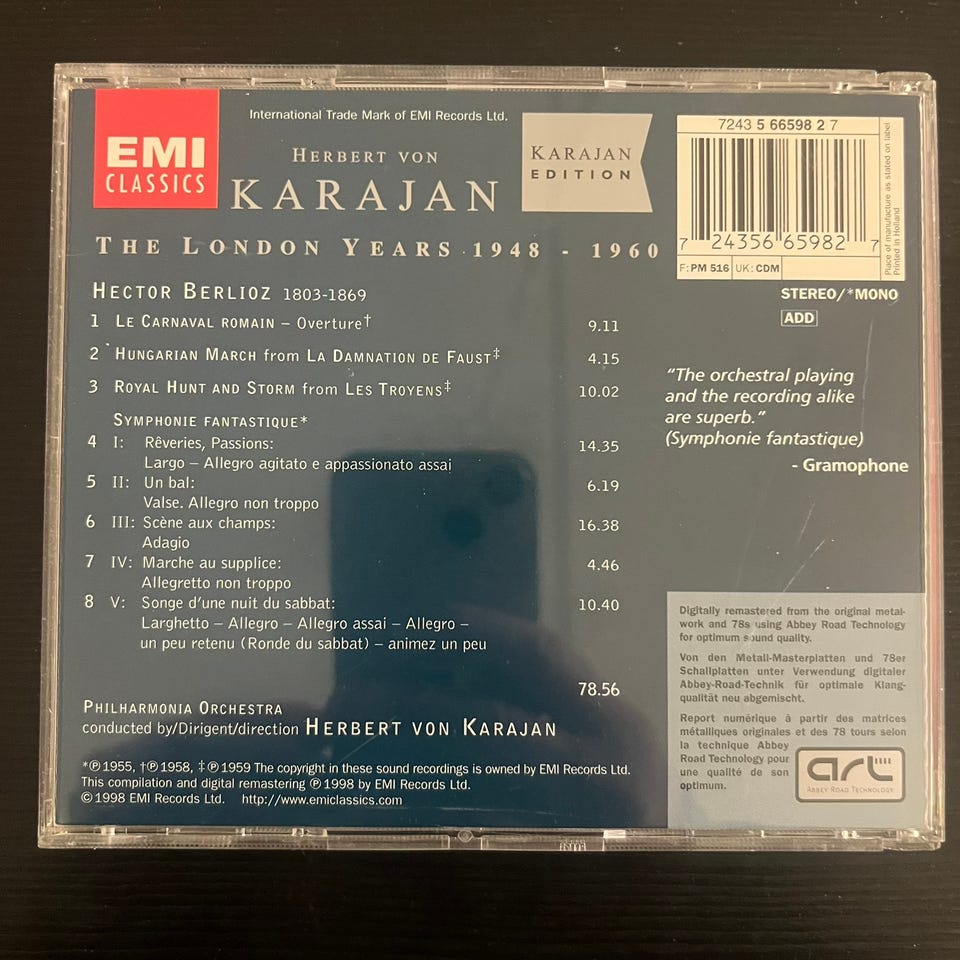 International Trade Mark of EMI Records Ltd.
EMI
CLASSICS
HERBERT VON
KARAJAN
KARAJAN
EDITION
THE LONDON YEARS 1948 - 1960
7243 5 66598 2 7
7 24356 65982 7
F: PM 516 UK: CDM
Place of manufacture as stated on label
Printed in Holland
STEREO/*MONO
ADD
HECTOR BERLIOZ 1803-1869
1 LE CARNAVAL ROMAIN – Overture† 9.11
2 HUNGARIAN MARCH from LA DAMNATION DE FAUST‡ 4.15
3 ROYAL HUNT AND STORM from LES TROYENS‡ 10.02
SYMPHONIE FANTASTIQUE*
4 I: Rêveries, Passions: 14.35
Largo – Allegro agitato e appassionato assai
5 II: Un bal: 6.19
Valse. Allegro non troppo
6 III: Scène aux champs: 16.38
Adagio
7 IV: Marche au supplice: 4.46
Allegretto non troppo
8 V: Songe d'une nuit du sabbat: 10.40
Larghetto – Allegro – Allegro assai – Allegro –
un peu retenu (Ronde du sabbat) – animez un peu
78.56
PHILHARMONIA ORCHESTRA
conducted by/Dirigent/direction HERBERT VON KARAJAN
*℗ 1955, †℗ 1958, ‡ ℗ 1959 The copyright in these sound recordings is owned by EMI Records Ltd.
This compilation and digital remastering ℗ 1998 by EMI Records Ltd.
© 1998 EMI Records Ltd. http://www.emiclassics.com
"The orchestral playing
and the recording alike
are superb."
(Symphonie fantastique)
- Gramophone
Digitally remastered from the original metal-
work and 78s using Abbey Road Technology
for optimum sound quality.
Von den Metall-Masterplatten und 78er
Schallplatten unter Verwendung digitaler
Abbey-Road-Technik für optimale Klang-
qualität neu abgemischt.
Report numérique à partir des matrices
métalliques originales et des 78 tours selon
la technique Abbey
Road Technology pour
une qualité de son
optimum.
art
ABBEY ROAD TECHNOLOGY